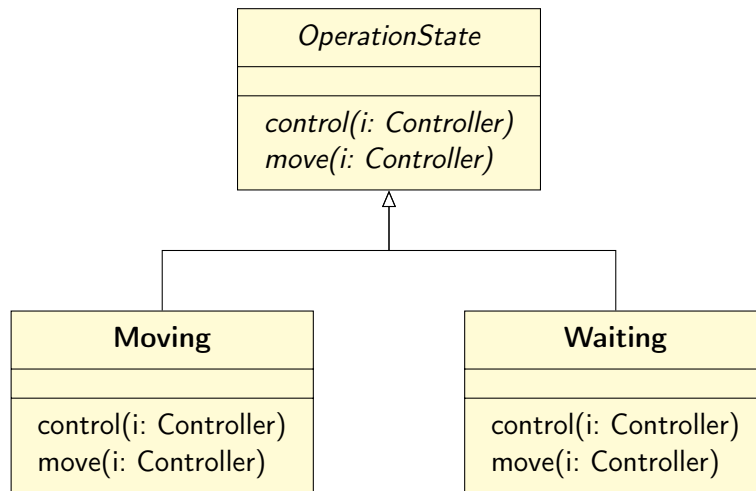 OperationState
control(i: Controller)
move(i: Controller)
Moving
control(i: Controller)
move(i: Controller)
Waiting
control(i: Controller)
move(i: Controller)